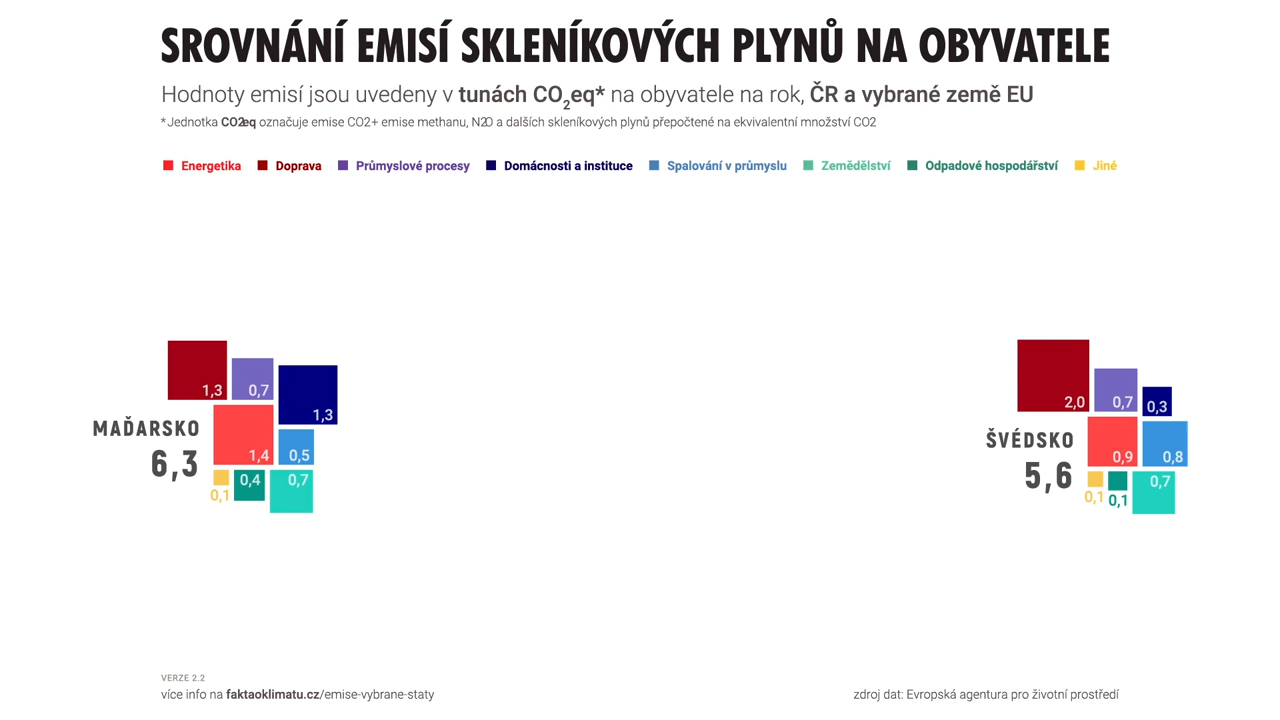 SROVNÁNÍ EMISÍ SKLENÍKOVÝCH PLYNŮ NA OBYVATELE
Hodnoty emisí jsou uvedeny v tunách CO2eq* na obyvatele na rok, ČR a vybrané země EU
*Jednotka CO2eq označuje emise CO2 + emise methanu, N2O a dalších skleníkových plynů přepočtené na ekvivalentní množství CO2
Energetika Doprava Průmyslové procesy Domácnosti a instituce Spalování v průmyslu Zemědělství Odpadové hospodářství Jiné
1,3 0,7 1,3
MAĎARSKO
6,3
1,4 0,5
0,1 0,4 0,7
2,0 0,7 0,3
ŠVÉDSKO
5,6
0,9 0,8
0,1 0,1 0,7
VERZE 2.2
více info na faktaoklimatu.cz/emise-vybrane-staty
zdroj dat: Evropská agentura pro životní prostředí